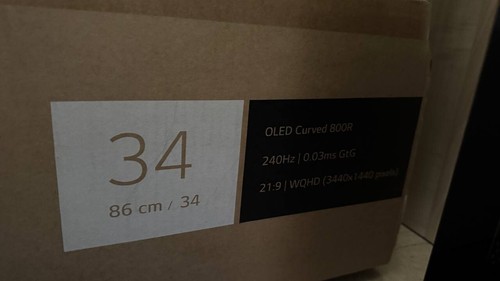 34
86 cm / 34
OLED Curved 800R
240Hz | 0.03ms GtG
21:9 | WQHD (3440x1440 pixels)